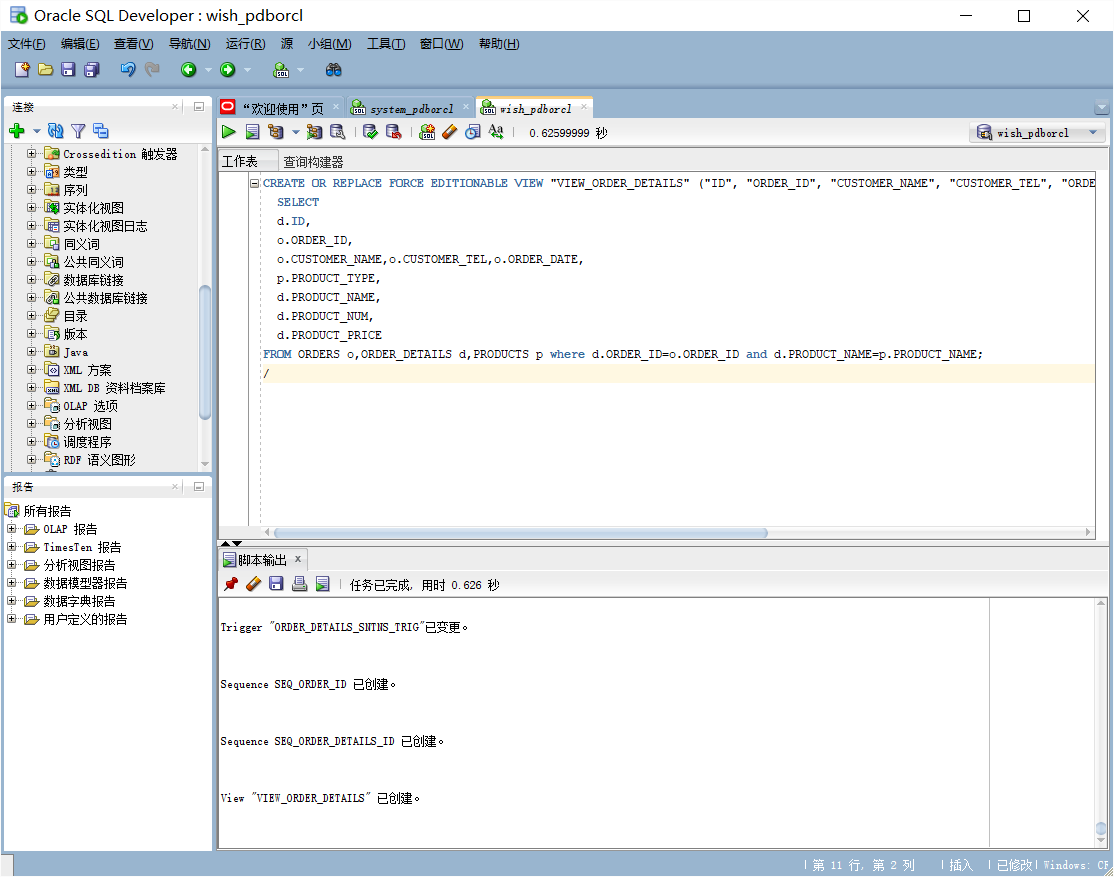 Oracle SQL Developer : wish_pdborcl
文件(F) 编辑(E) 查看(V) 导航(N) 运行(R) 源 小组(M) 工具(T) 窗口(W) 帮助(H)
连接
Crossedition 触发器
类型
序列
实体化视图
实体化视图日志
同义词
公共同义词
数据库链接
公共数据库链接
目录
版本
Java
XML 方案
XML DB 资料档案库
OLAP 选项
分析视图
调度程序
RDF 语义图形
报告
所有报告
OLAP 报告
TimesTen 报告
分析视图报告
数据模型器报告
数据字典报告
用户定义的报告
“欢迎使用”页 system_pdborcl wish_pdborcl
0.62599999 秒 wish_pdborcl
工作表 查询构建器
CREATE OR REPLACE FORCE EDITIONABLE VIEW "VIEW_ORDER_DETAILS" ("ID", "ORDER_ID", "CUSTOMER_NAME", "CUSTOMER_TEL", "ORDE
SELECT
d.ID,
o.ORDER_ID,
o.CUSTOMER_NAME,o.CUSTOMER_TEL,o.ORDER_DATE,
p.PRODUCT_TYPE,
d.PRODUCT_NAME,
d.PRODUCT_NUM,
d.PRODUCT_PRICE
FROM ORDERS o,ORDER_DETAILS d,PRODUCTS p where d.ORDER_ID=o.ORDER_ID and d.PRODUCT_NAME=p.PRODUCT_NAME;
/
脚本输出
任务已完成, 用时 0.626 秒
Trigger "ORDER_DETAILS_SNTNS_TRIG"已变更。
Sequence SEQ_ORDER_ID 已创建。
Sequence SEQ_ORDER_DETAILS_ID 已创建。
View "VIEW_ORDER_DETAILS" 已创建。
第 11 行, 第 2 列 插入 已修改 Windows: CR